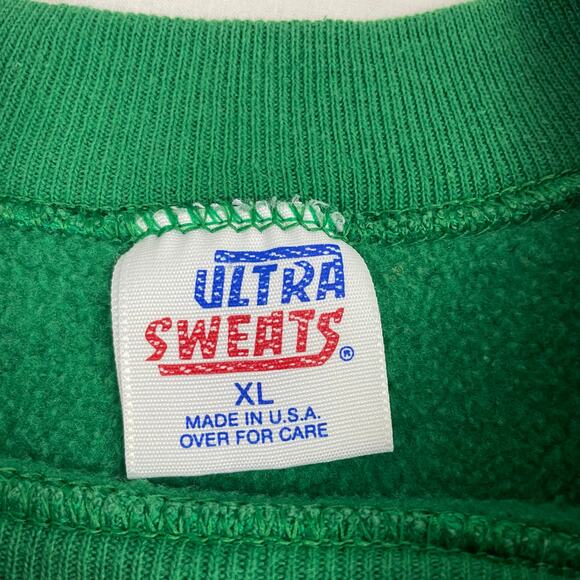 ULTRA
SWEATS®
XL
MADE IN U.S.A.
OVER FOR CARE